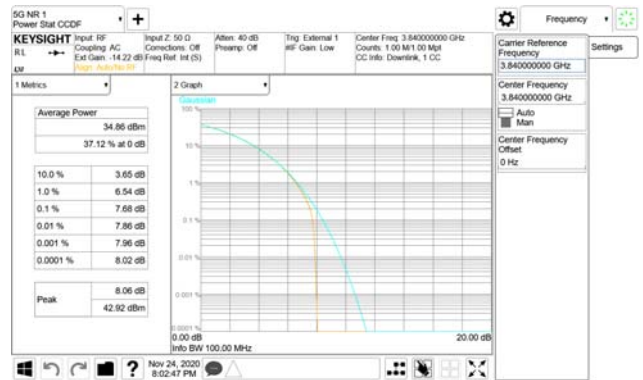 5G NR 1
Power Stat CCDF
Frequency
KEYSIGHT
RL
Input: RF
Coupling: AC
Ext Gain: -14.22 dB
Align: Auto/No RF
Input Z: 50 Ω
Corrections: Off
Freq Ref: Int (S)
Atten: 40 dB
Preamp: Off
Trig: External 1
#IF Gain: Low
Center Freq: 3.840000000 GHz
Counts: 1.00 M/1.00 Mpt
CC Info: Downlink, 1 CC
Carrier Reference
Frequency
3.840000000 GHz
Settings
Center Frequency
3.840000000 GHz
Auto
Man
Center Frequency
Offset
0 Hz
1 Metrics
2 Graph
Average Power
34.86 dBm
37.12 % at 0 dB
10.0 % 3.65 dB
1.0 % 6.54 dB
0.1 % 7.68 dB
0.01 % 7.86 dB
0.001 % 7.96 dB
0.0001 % 8.02 dB
Peak
8.06 dB
42.92 dBm
Gaussian
100 %
10 %
1 %
0.1 %
0.01 %
0.001 %
0.0001 %
0.00 dB
20.00 dB
Info BW 100.00 MHz
Nov 24, 2020
8:02:47 PM